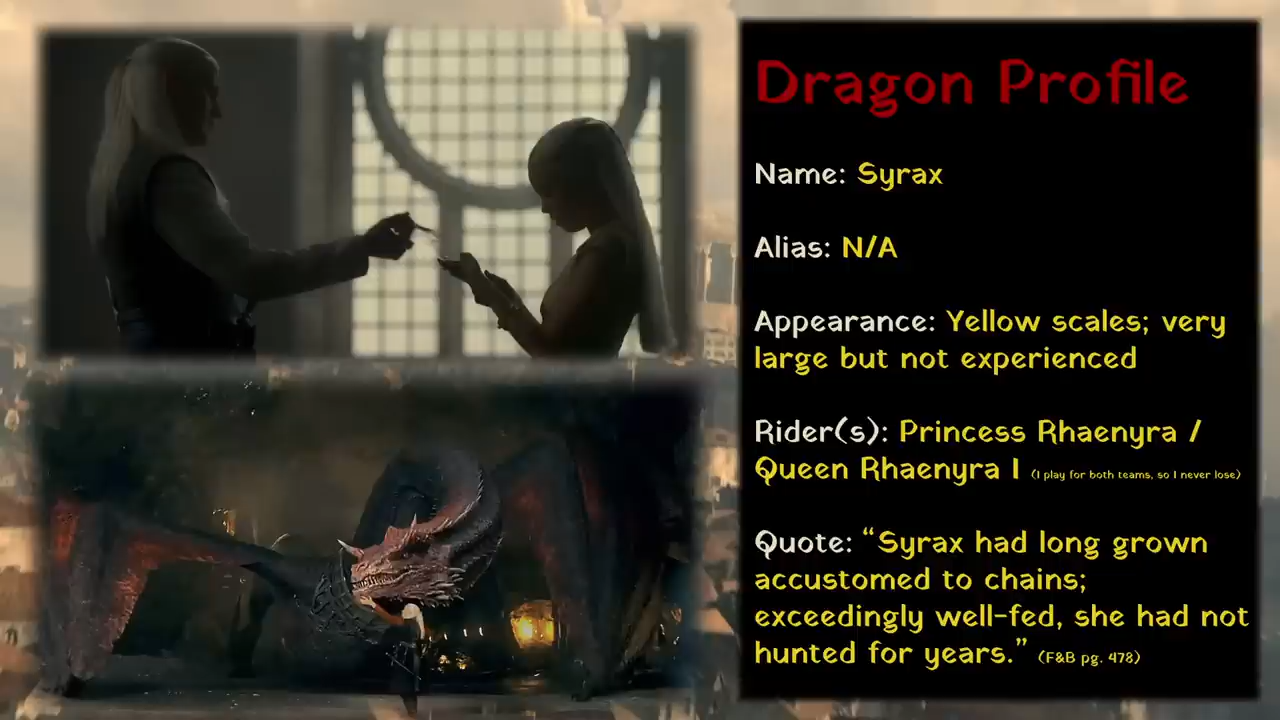 Dragon Profile
Name: Syrax
Alias: N/A
Appearance: Yellow scales; very
large but not experienced
Rider(s): Princess Rhaenyra /
Queen Rhaenyra I (I play for both teams, so I never lose)
Quote: “Syrax had long grown
accustomed to chains;
exceedingly well-fed, she had not
hunted for years.” (F&B pg. 478)